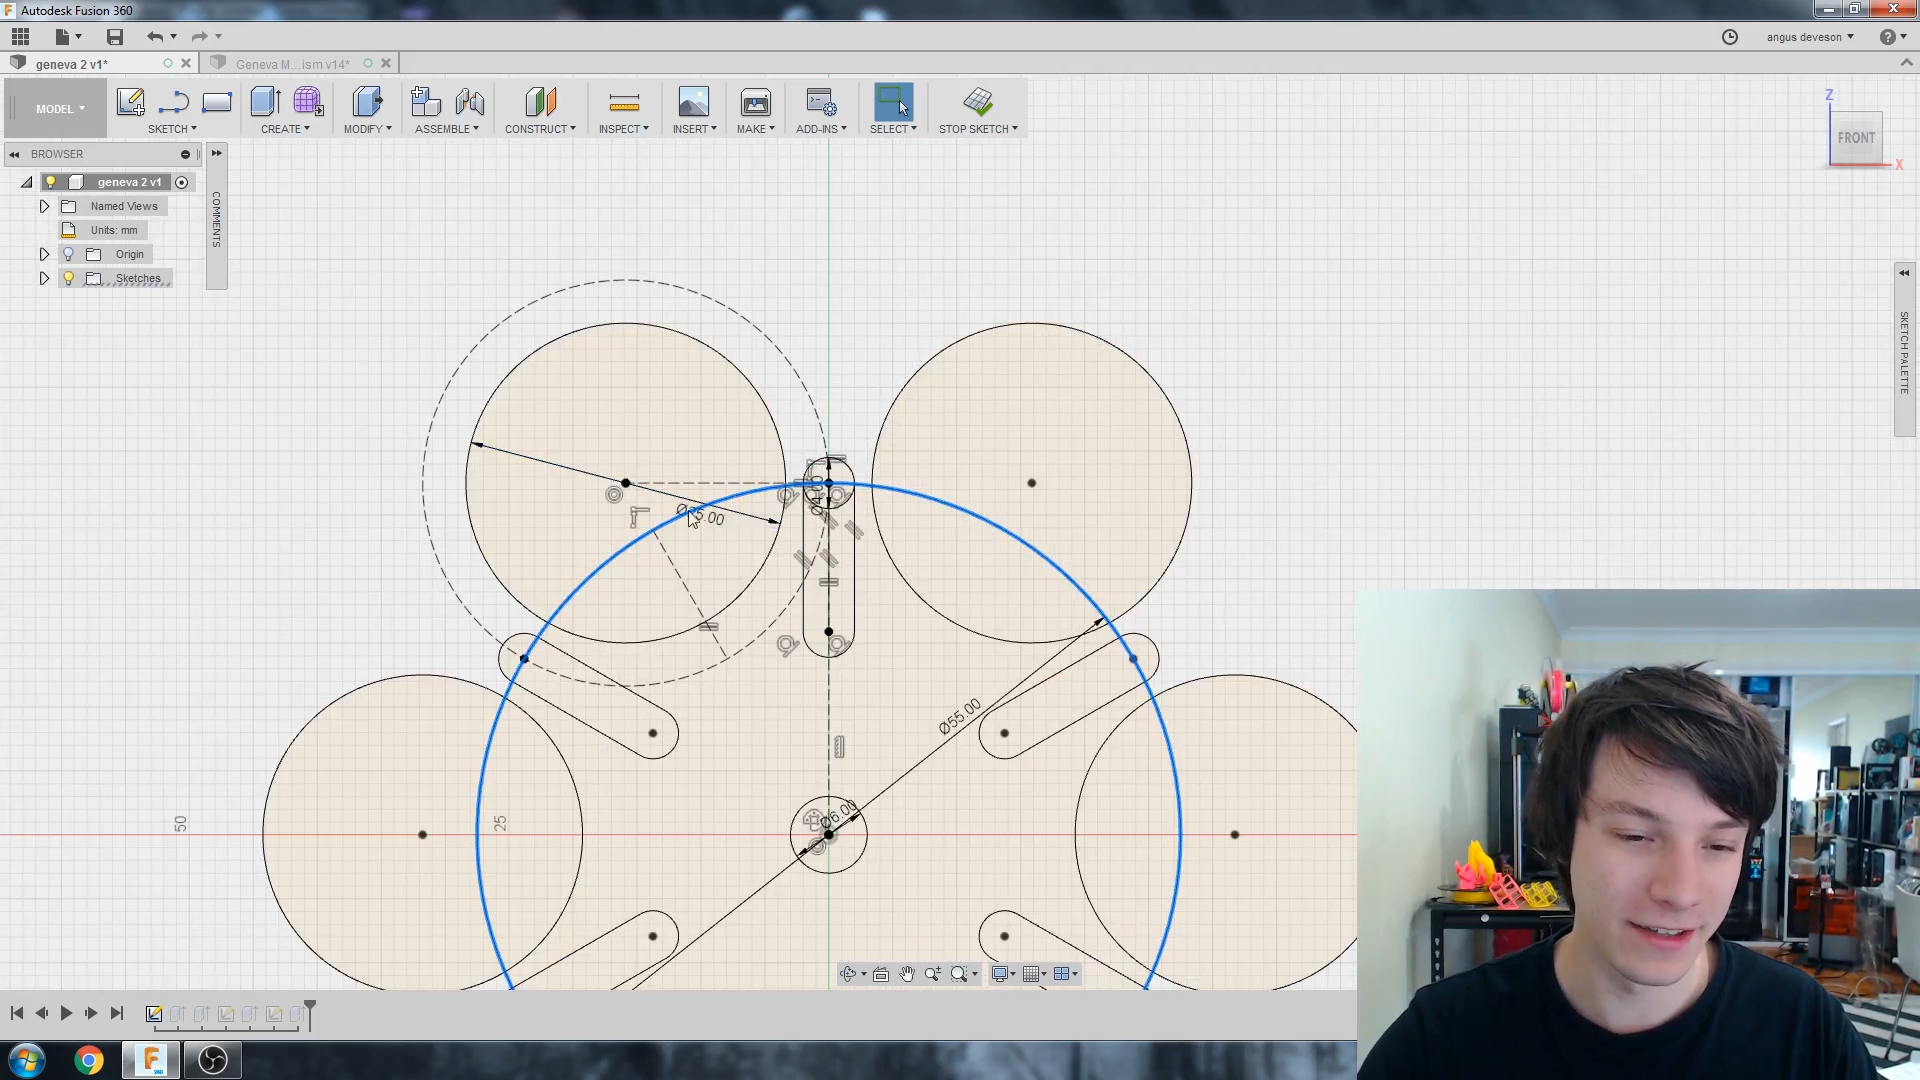 Autodesk Fusion 360
angus deveson
geneva 2 v1*
Geneva M...ism v14*
MODEL
SKETCH
CREATE
MODIFY
ASSEMBLE
CONSTRUCT
INSPECT
INSERT
MAKE
ADD-INS
SELECT
STOP SKETCH
Z
FRONT
X
BROWSER
geneva 2 v1
Named Views
Units: mm
Origin
Sketches
COMMENTS
SKETCH PALETTE
Ø25.00
Ø55.00
Ø6.00
50
25